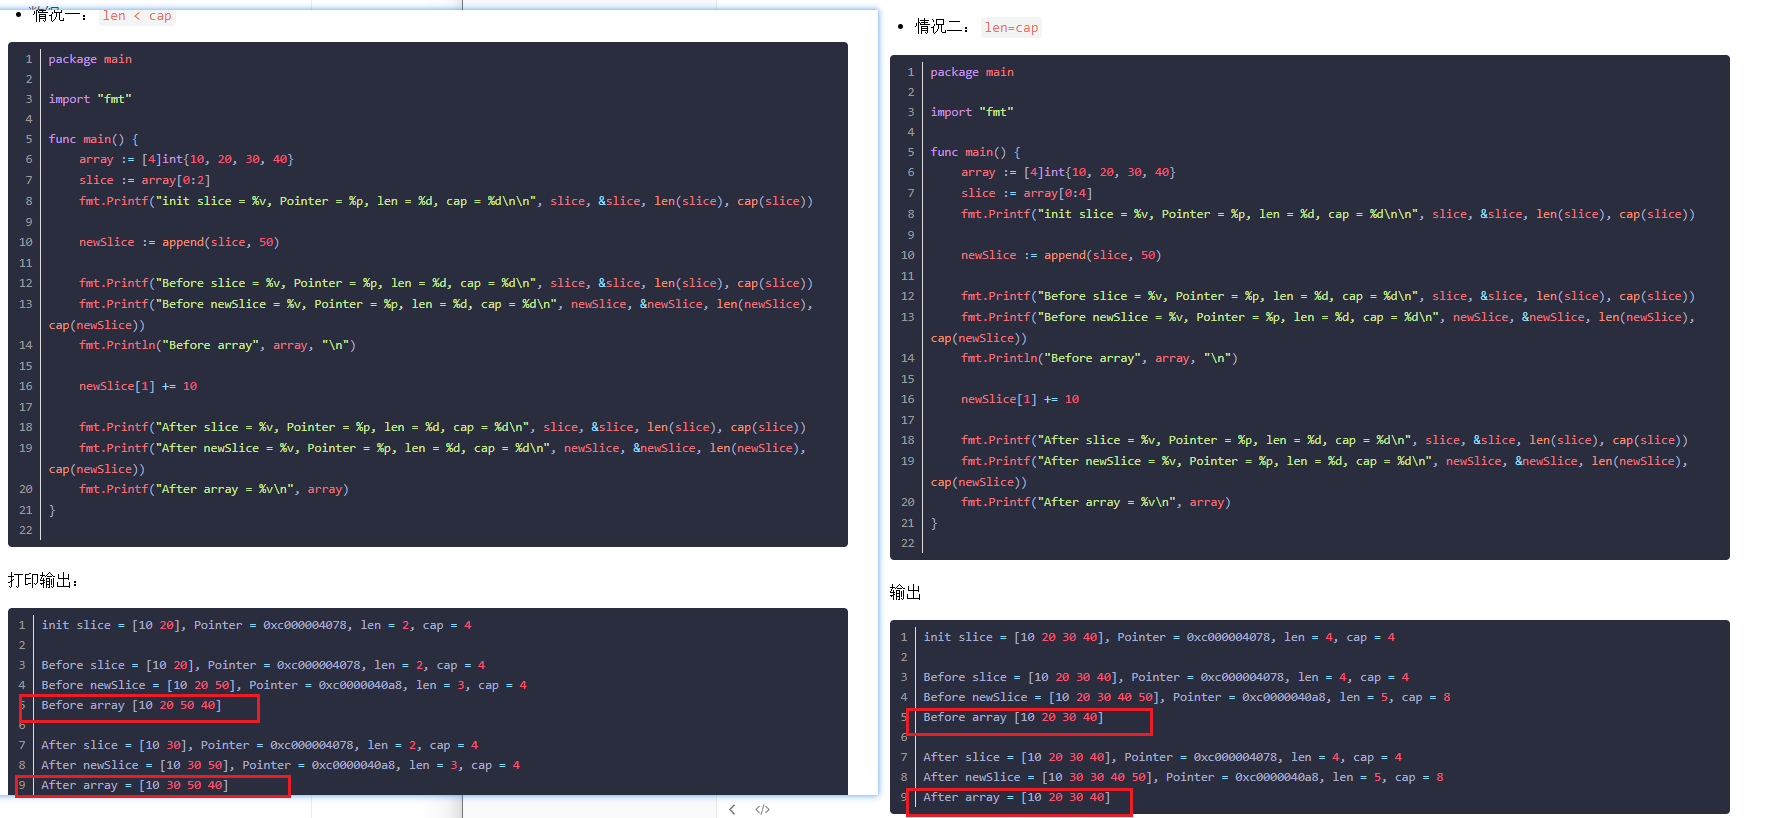 情况一： len < cap
1 package main
2
3 import "fmt"
4
5 func main() {
6 array := [4]int{10, 20, 30, 40}
7 slice := array[0:2]
8 fmt.Printf("init slice = %v, Pointer = %p, len = %d, cap = %d\n\n", slice, &slice, len(slice), cap(slice))
9
10 newSlice := append(slice, 50)
11
12 fmt.Printf("Before slice = %v, Pointer = %p, len = %d, cap = %d\n", slice, &slice, len(slice), cap(slice))
13 fmt.Printf("Before newSlice = %v, Pointer = %p, len = %d, cap = %d\n", newSlice, &newSlice, len(newSlice),
cap(newSlice))
14 fmt.Println("Before array", array, "\n")
15
16 newSlice[1] += 10
17
18 fmt.Printf("After slice = %v, Pointer = %p, len = %d, cap = %d\n", slice, &slice, len(slice), cap(slice))
19 fmt.Printf("After newSlice = %v, Pointer = %p, len = %d, cap = %d\n", newSlice, &newSlice, len(newSlice),
cap(newSlice))
20 fmt.Printf("After array = %v\n", array)
21 }
22
打印输出：
1 init slice = [10 20], Pointer = 0xc000004078, len = 2, cap = 4
2
3 Before slice = [10 20], Pointer = 0xc000004078, len = 2, cap = 4
4 Before newSlice = [10 20 50], Pointer = 0xc0000040a8, len = 3, cap = 4
5 Before array [10 20 50 40]
6
7 After slice = [10 30], Pointer = 0xc000004078, len = 2, cap = 4
8 After newSlice = [10 30 50], Pointer = 0xc0000040a8, len = 3, cap = 4
9 After array = [10 30 50 40]
情况二： len=cap
1 package main
2
3 import "fmt"
4
5 func main() {
6 array := [4]int{10, 20, 30, 40}
7 slice := array[0:4]
8 fmt.Printf("init slice = %v, Pointer = %p, len = %d, cap = %d\n\n", slice, &slice, len(slice), cap(slice))
9
10 newSlice := append(slice, 50)
11
12 fmt.Printf("Before slice = %v, Pointer = %p, len = %d, cap = %d\n", slice, &slice, len(slice), cap(slice))
13 fmt.Printf("Before newSlice = %v, Pointer = %p, len = %d, cap = %d\n", newSlice, &newSlice, len(newSlice),
cap(newSlice))
14 fmt.Println("Before array", array, "\n")
15
16 newSlice[1] += 10
17
18 fmt.Printf("After slice = %v, Pointer = %p, len = %d, cap = %d\n", slice, &slice, len(slice), cap(slice))
19 fmt.Printf("After newSlice = %v, Pointer = %p, len = %d, cap = %d\n", newSlice, &newSlice, len(newSlice),
cap(newSlice))
20 fmt.Printf("After array = %v\n", array)
21 }
22
输出
1 init slice = [10 20 30 40], Pointer = 0xc000004078, len = 4, cap = 4
2
3 Before slice = [10 20 30 40], Pointer = 0xc000004078, len = 4, cap = 4
4 Before newSlice = [10 20 30 40 50], Pointer = 0xc0000040a8, len = 5, cap = 8
5 Before array [10 20 30 40]
6
7 After slice = [10 20 30 40], Pointer = 0xc000004078, len = 4, cap = 4
8 After newSlice = [10 30 30 40 50], Pointer = 0xc0000040a8, len = 5, cap = 8
9 After array = [10 20 30 40]